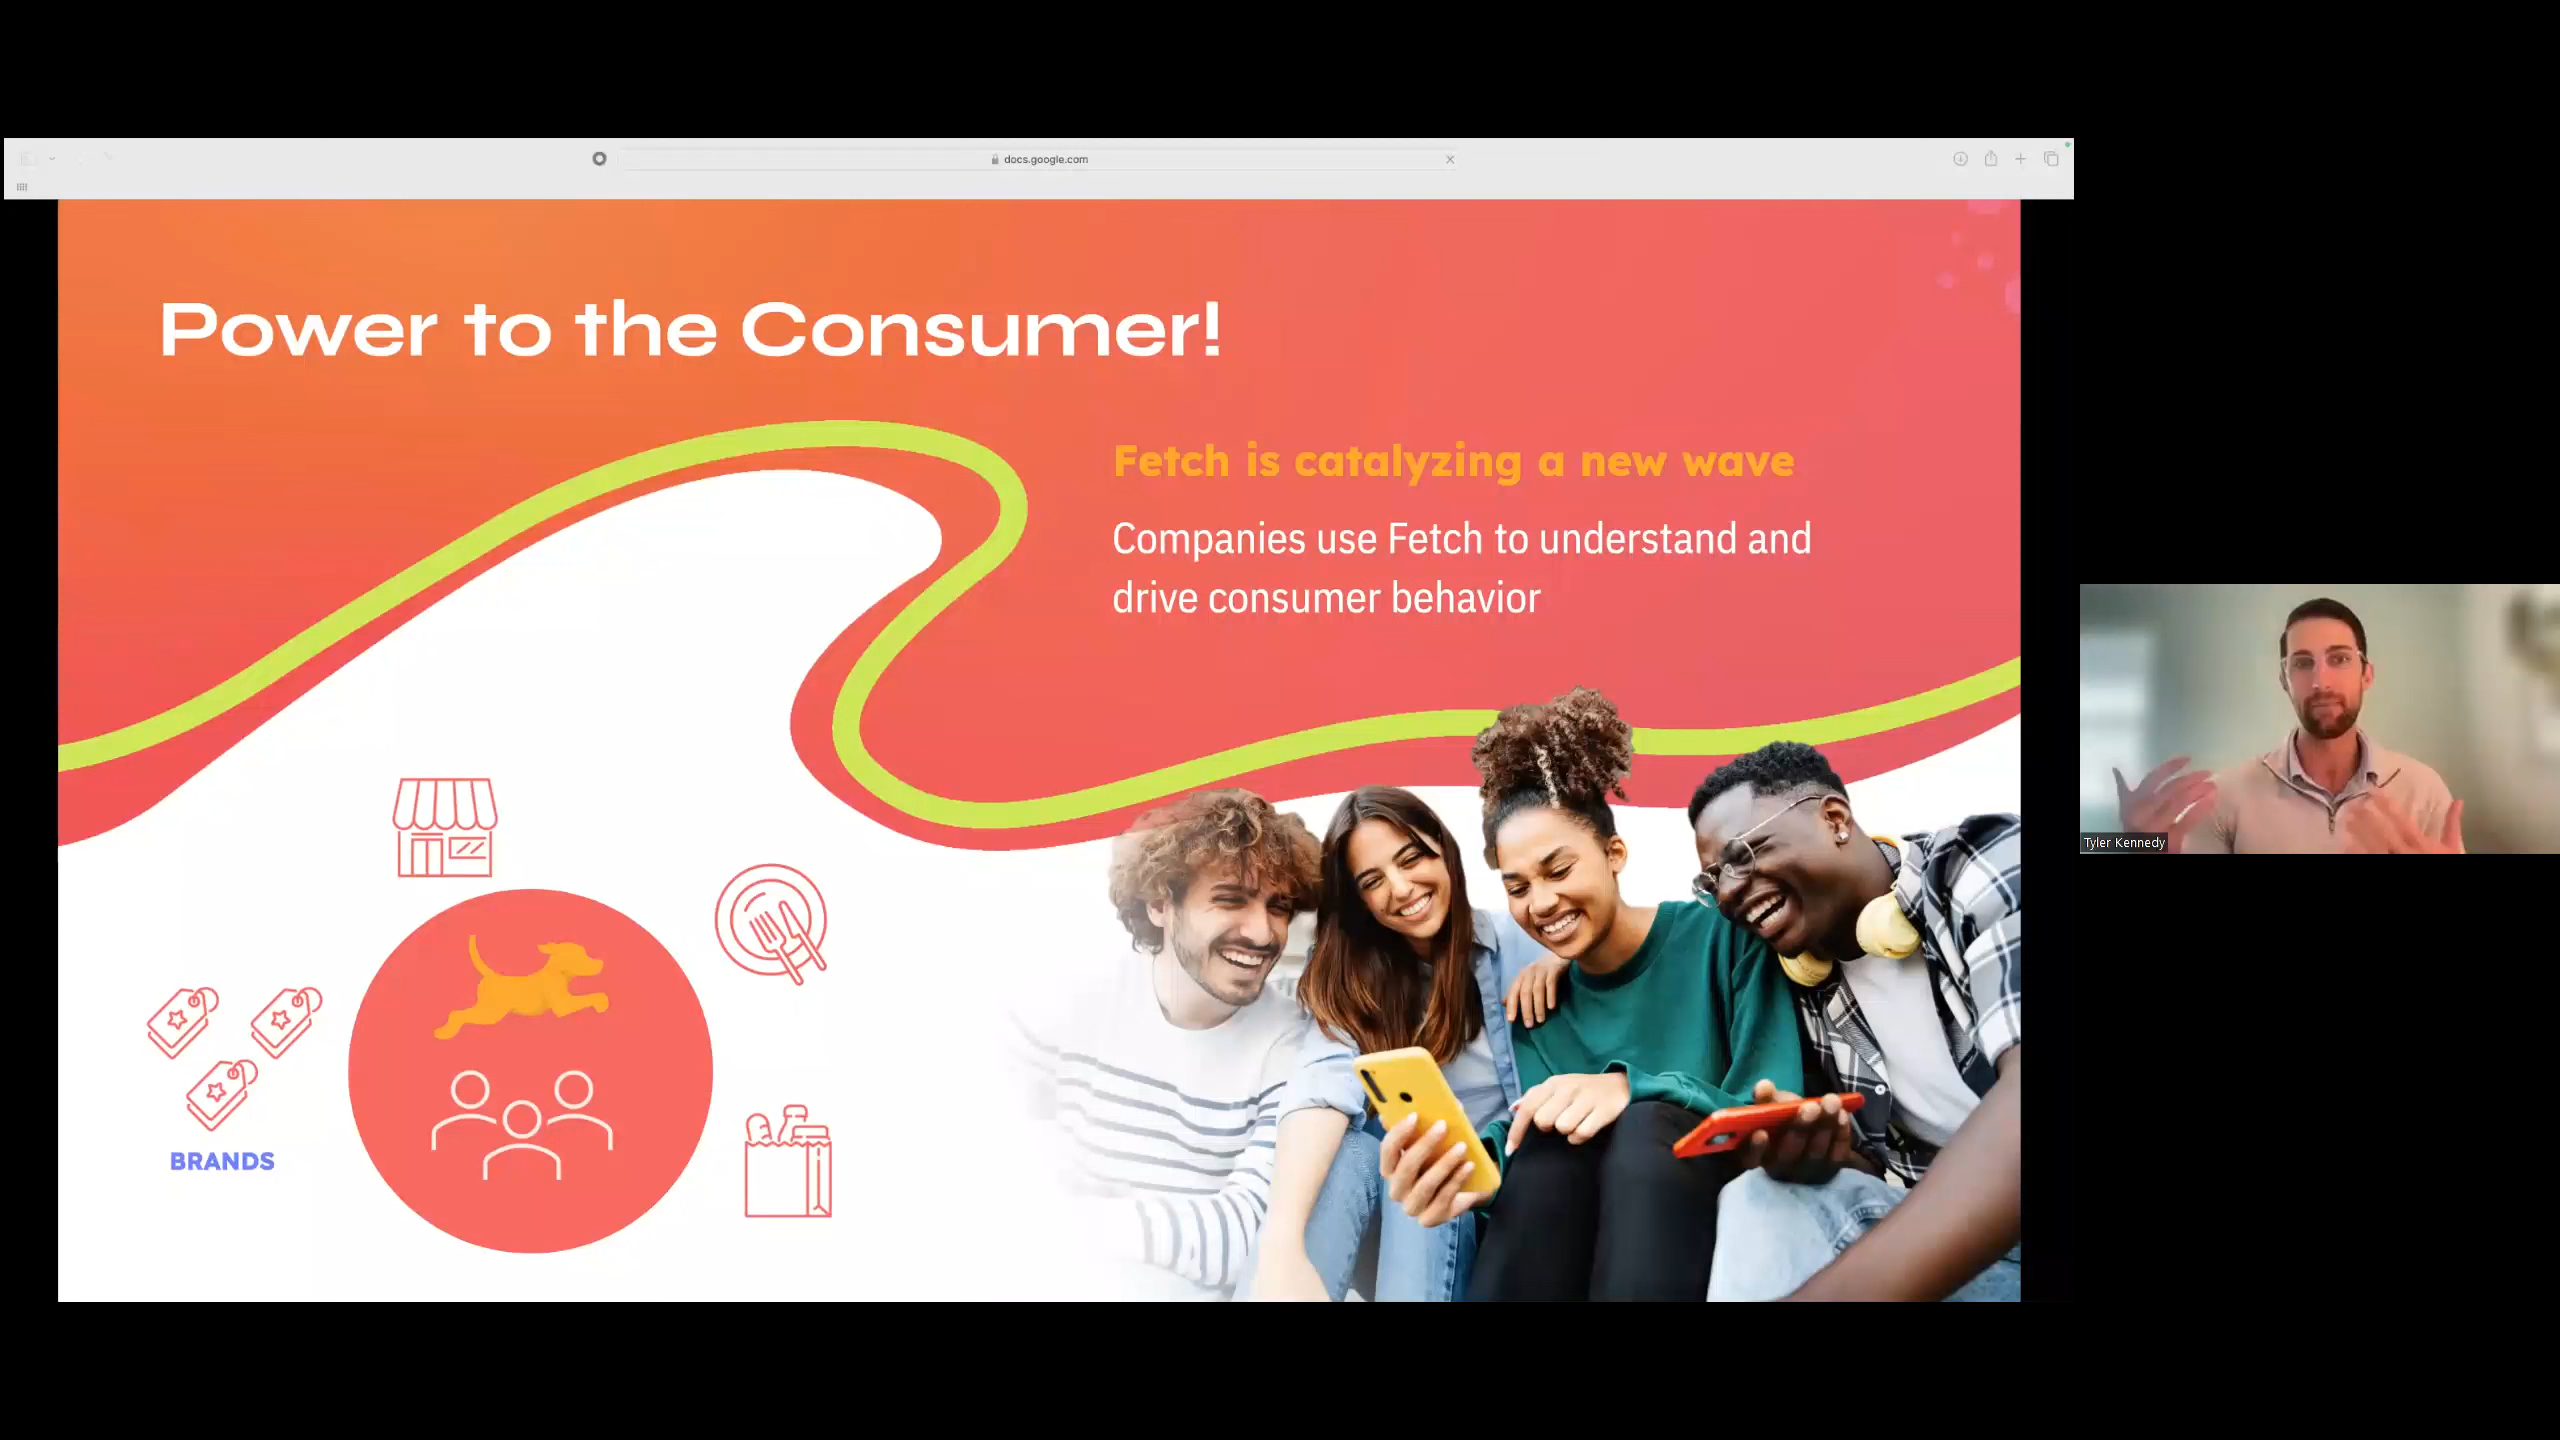 docs.google.com
Power to the Consumer!
Fetch is catalyzing a new wave
Companies use Fetch to understand and
drive consumer behavior
BRANDS
Tyler Kennedy